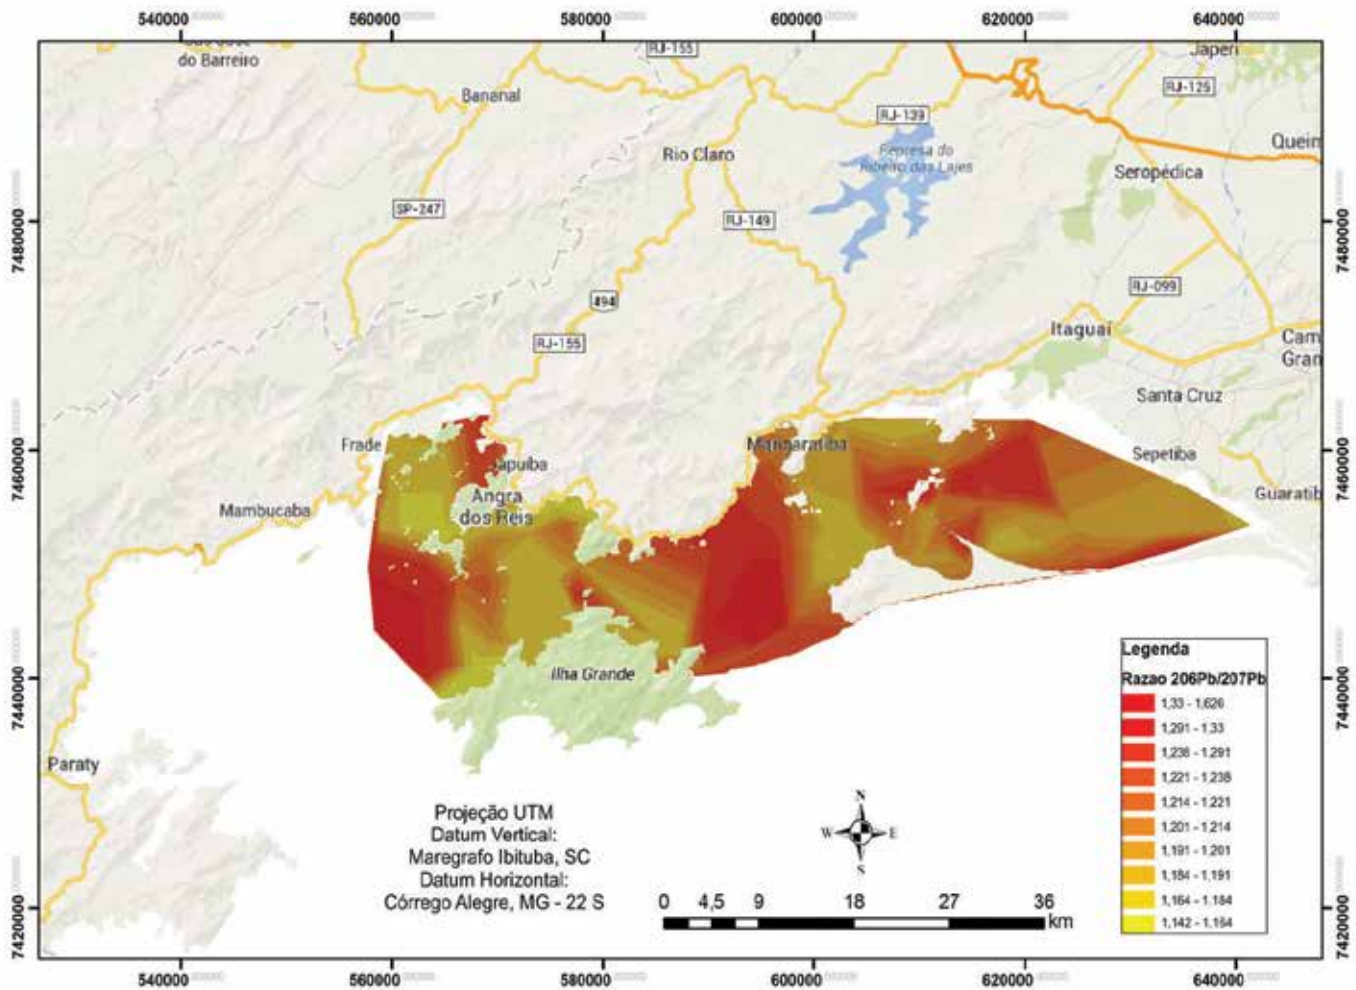 540000 560000 580000 600000 620000 640000
do Barreiro
RJ-155
Japeri
Bananal
RJ-125
RJ-139
Queim
Rio Claro
Represa do
Ribeiro das Lajes
Seropédica
SP-247
RJ-149
7480000
7480000
RJ-099
494
Itaguaí
RJ-155
Cam
Gran
Santa Cruz
Frade
Mangaratiba
Sepetiba
7460000
7460000
Japuiba
Angra
dos Reis
Guaratib
Mambucaba
Ilha Grande
7440000
7440000
Paraty
Legenda
Razao 206Pb/207Pb
1,33 - 1,626
1,291 - 1,33
1,238 - 1,291
1,221 - 1,238
1,214 - 1,221
1,201 - 1,214
1,191 - 1,201
1,184 - 1,191
1,164 - 1,184
1,142 - 1,164
Projeção UTM
Datum Vertical:
Maregrafo Ibituba, SC
Datum Horizontal:
Córrego Alegre, MG - 22 S
N
W E
S
0 4,5 9 18 27 36
km
7420000
7420000
540000 560000 580000 600000 620000 640000